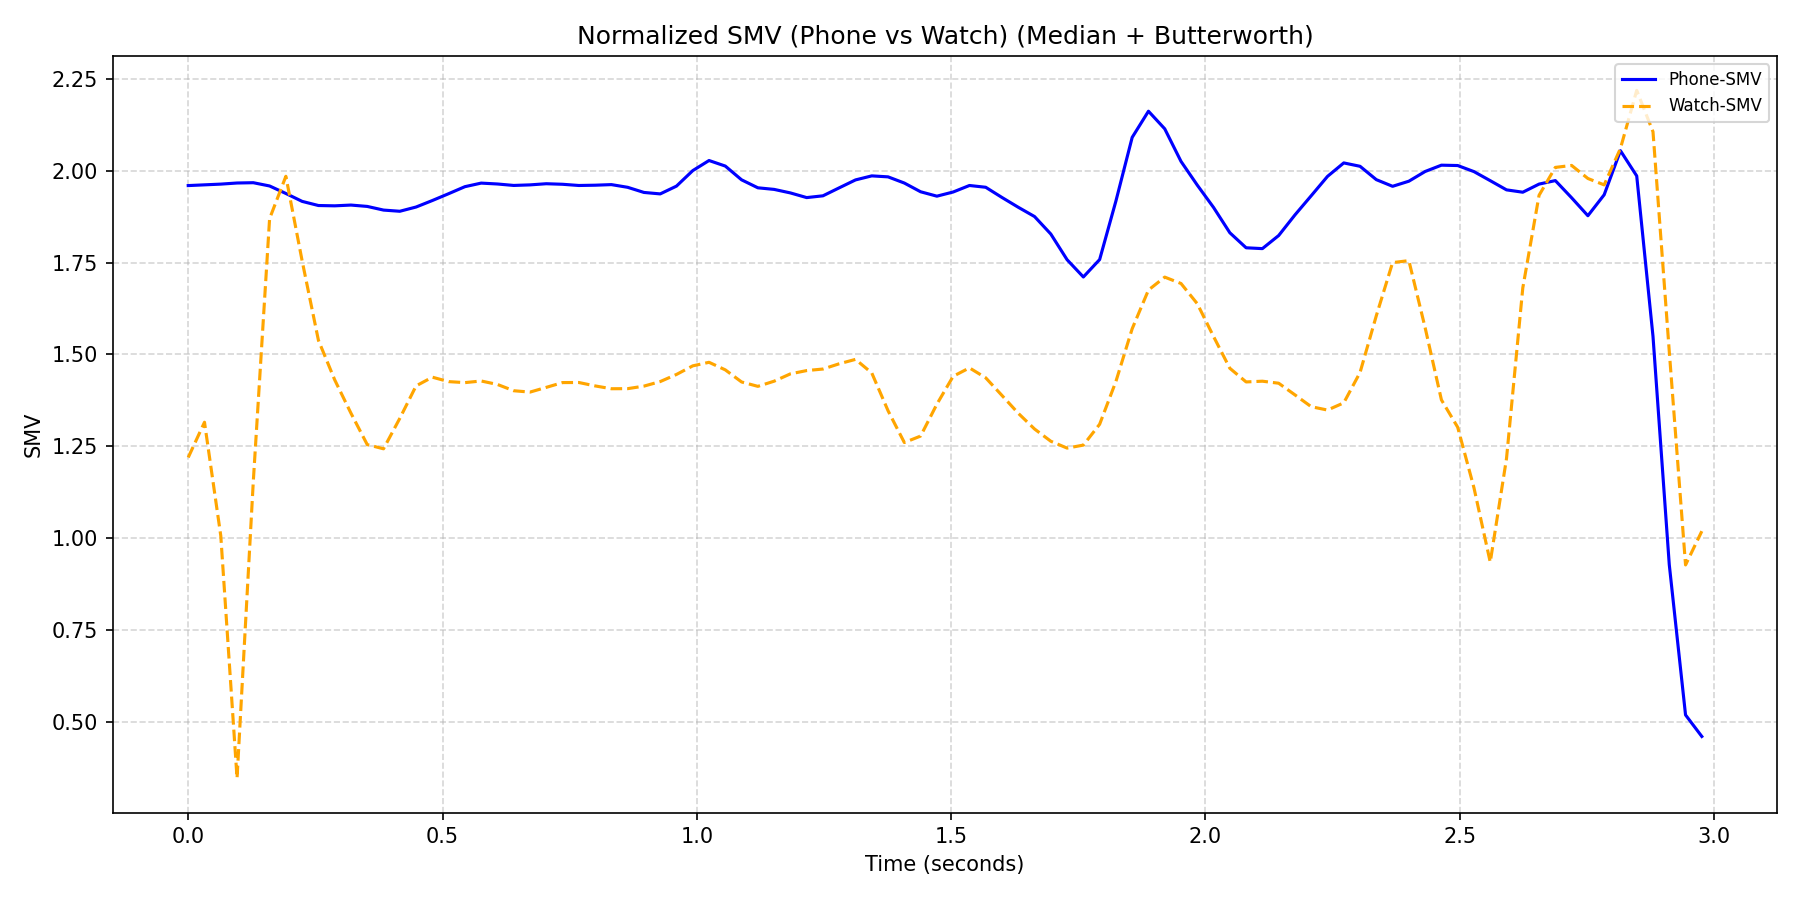 Normalized SMV (Phone vs Watch) (Median + Butterworth)
Phone-SMV
Watch-SMV
2.25
2.00
1.75
1.50
1.25
1.00
0.75
0.50
SMV
0.0 0.5 1.0 1.5 2.0 2.5 3.0
Time (seconds)